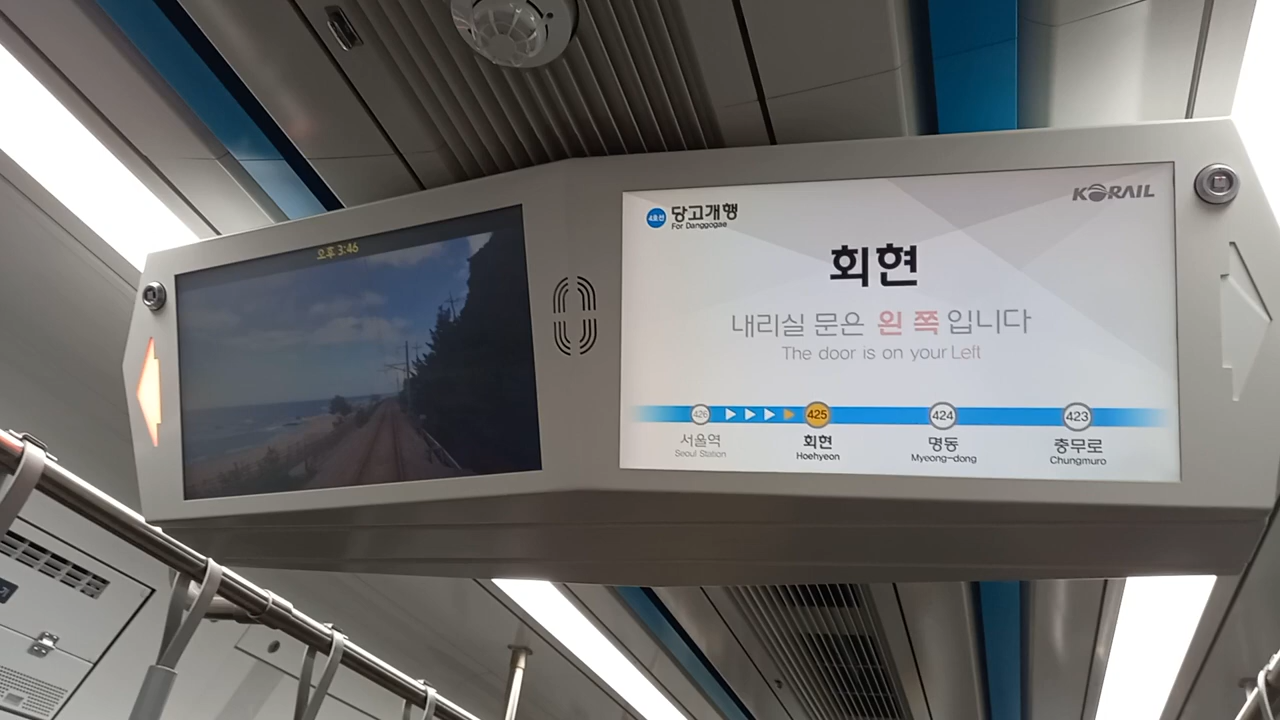 오후 3:46
4호선 당고개행
For Danggogae
KORAIL
회현
내리실 문은 왼 쪽 입니다
The door is on your Left
426 425 424 423
서울역 회현 명동 충무로
Seoul Station Hoehyeon Myeong-dong Chungmuro